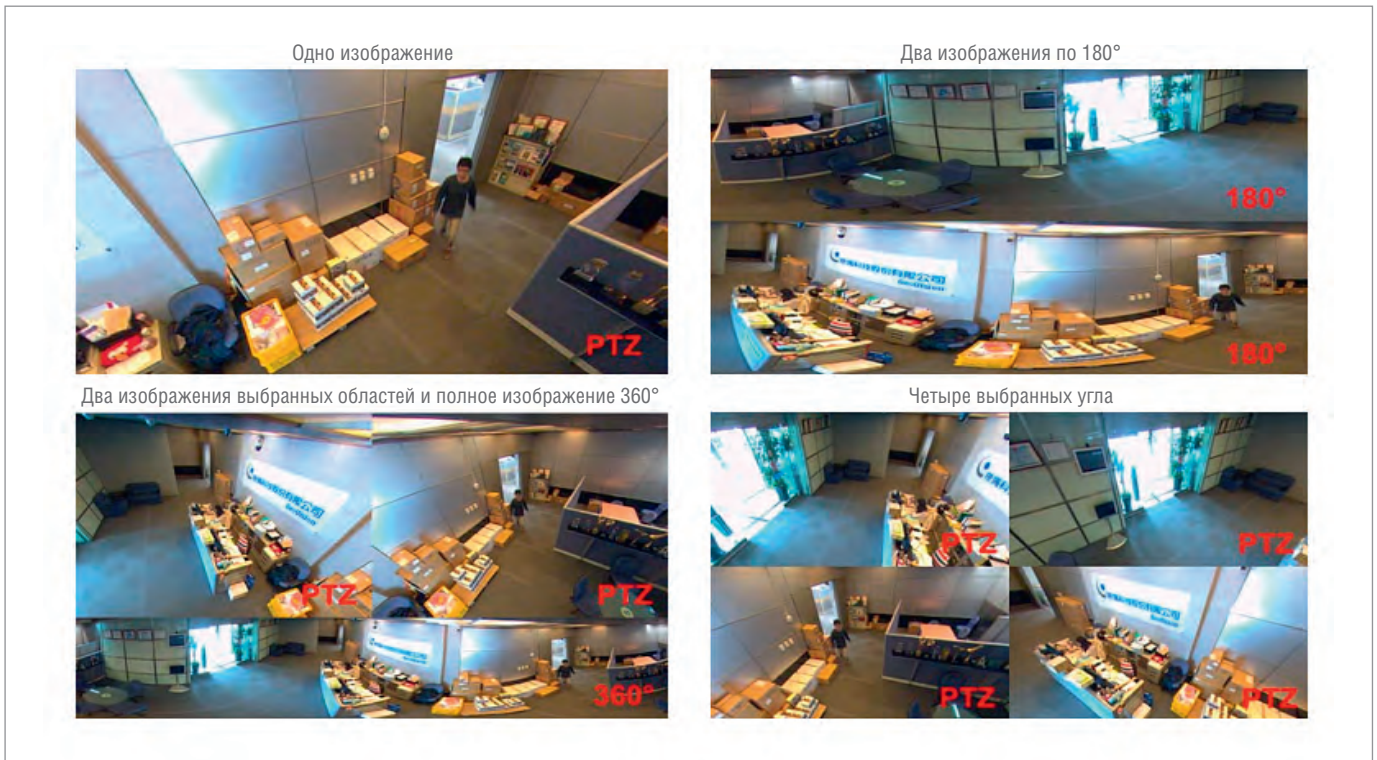 Одно изображение
PTZ
Два изображения по 180°
180°
180°
Два изображения выбранных областей и полное изображение 360°
PTZ
PTZ
360°
Четыре выбранных угла
PTZ
PTZ
PTZ
PTZ